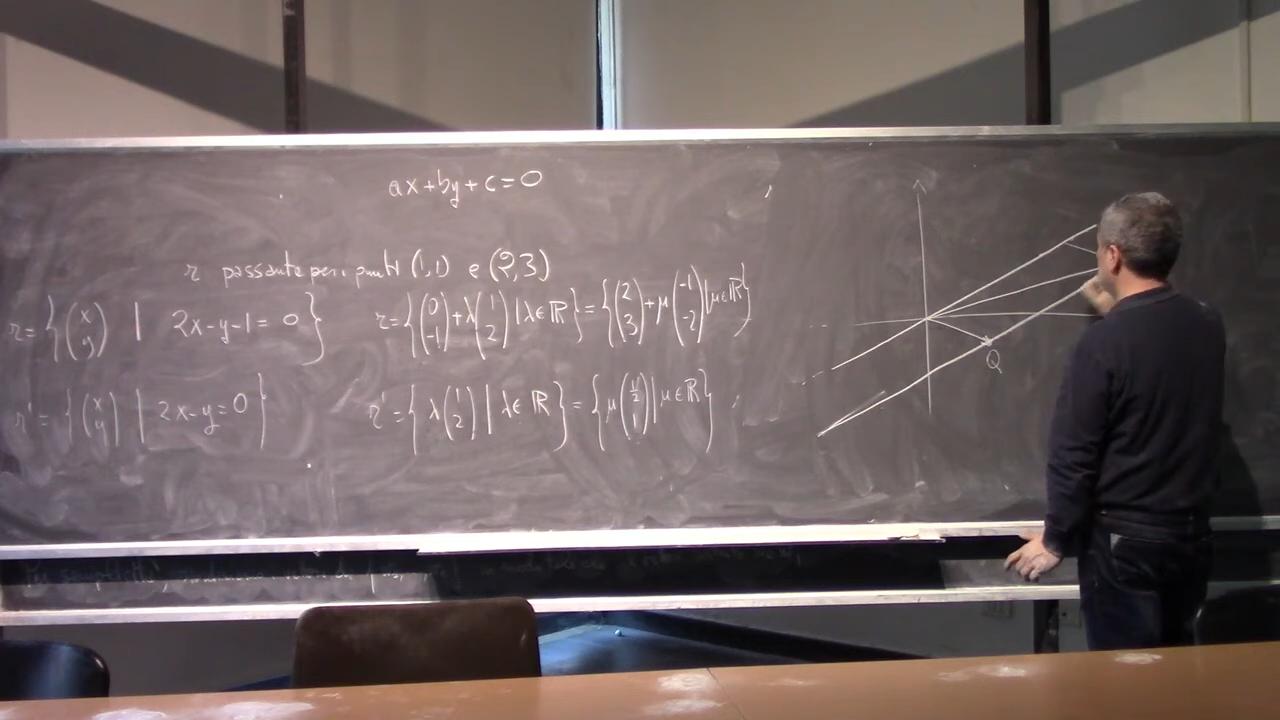 ax+by+c=0
r passante per i punti (1,1) e (2,3)
r = { (x y) | 2x-y-1=0 } r = { (0 -1) + λ (1 2) | λ∈ℝ } = { (2 3) + μ (-1 -2) | μ∈ℝ }
r' = { (x y) | 2x-y=0 } r' = { λ (1 2) | λ∈ℝ } = { μ (1/2 1) | μ∈ℝ }
Q